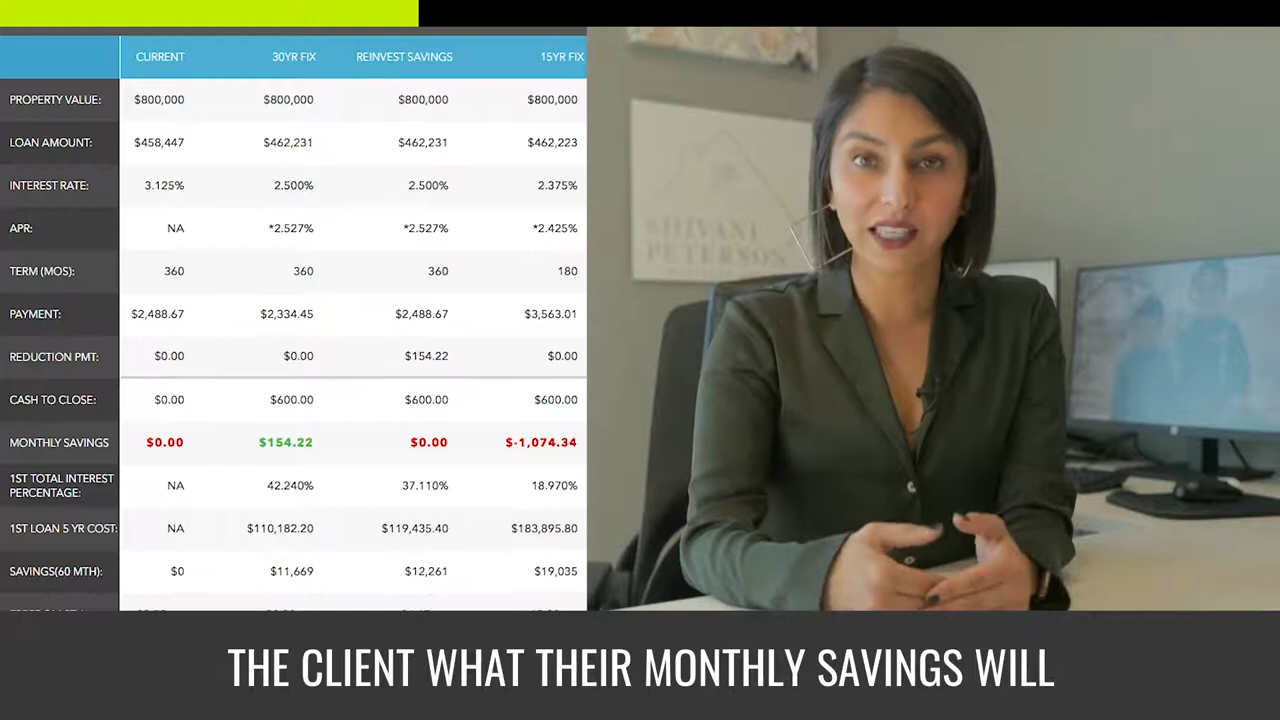 CURRENT 30YR FIX REINVEST SAVINGS 15YR FIX
PROPERTY VALUE: $800,000 $800,000 $800,000 $800,000
LOAN AMOUNT: $458,447 $462,231 $462,231 $462,223
INTEREST RATE: 3.125% 2.500% 2.500% 2.375%
APR: NA *2.527% *2.527% *2.425%
TERM (MOS): 360 360 360 180
PAYMENT: $2,488.67 $2,334.45 $2,488.67 $3,563.01
REDUCTION PMT: $0.00 $0.00 $154.22 $0.00
CASH TO CLOSE: $0.00 $600.00 $600.00 $600.00
MONTHLY SAVINGS $0.00 $154.22 $0.00 $-1,074.34
1ST TOTAL INTEREST
PERCENTAGE: NA 42.240% 37.110% 18.970%
1ST LOAN 5 YR COST: NA $110,182.20 $119,435.40 $183,895.80
SAVINGS(60 MTH): $0 $11,669 $12,261 $19,035
SHIVANI
PETERSON
THE CLIENT WHAT THEIR MONTHLY SAVINGS WILL